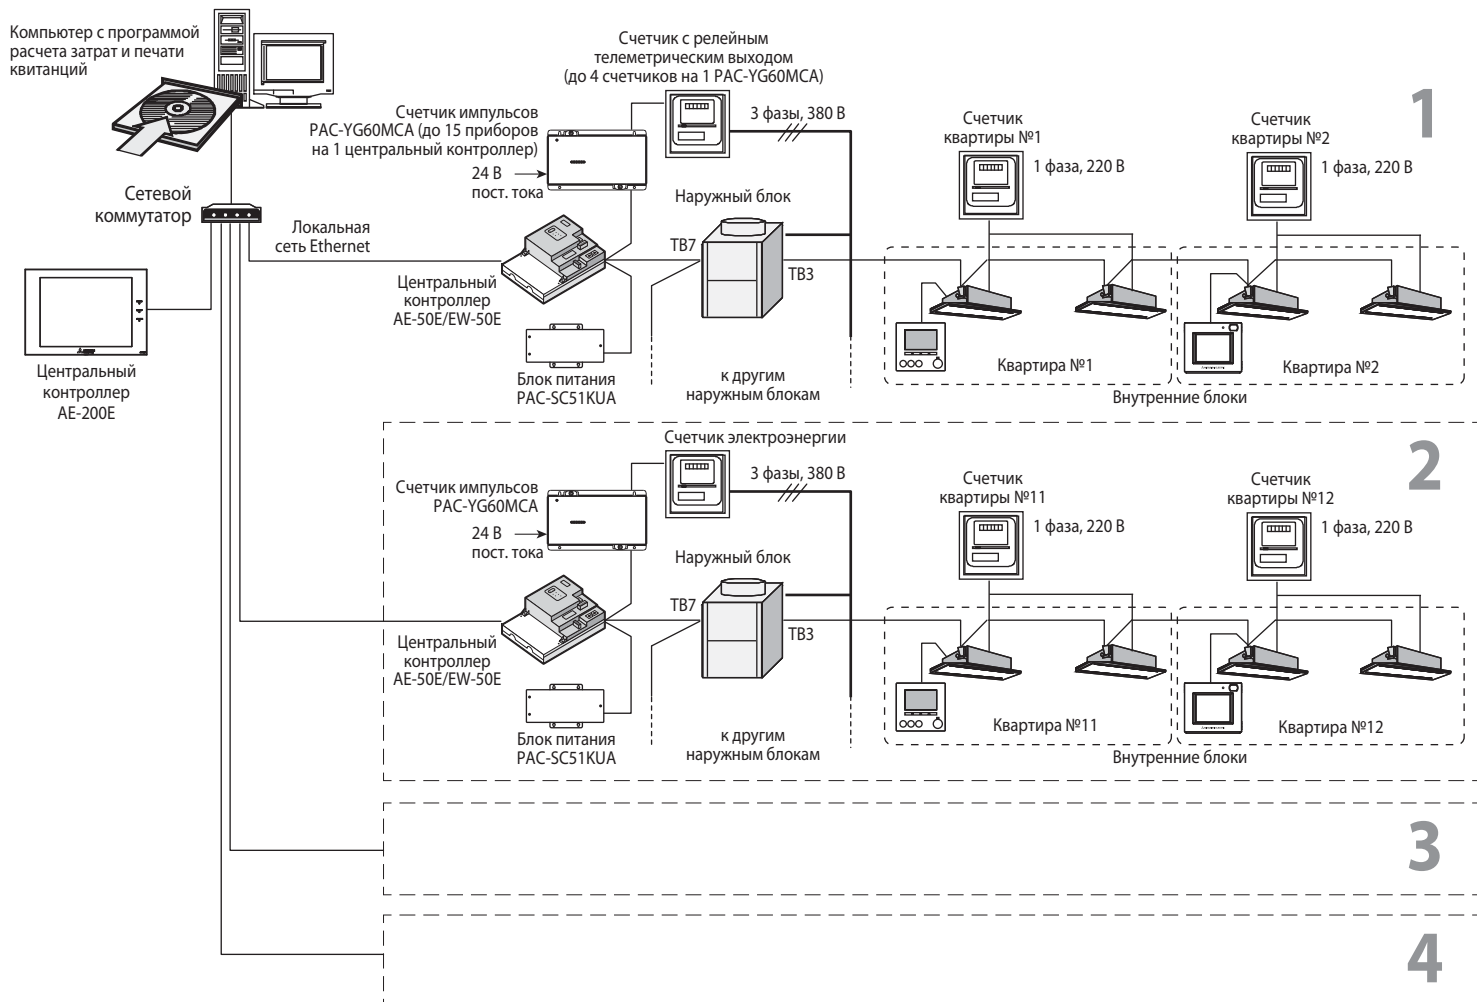 Компьютер с программой
расчета затрат и печати
квитанций
Сетевой
коммутатор
Локальная
сеть Ethernet
Центральный
контроллер
AE-200E
Счетчик с релейным
телеметрическим выходом
(до 4 счетчиков на 1 PAC-YG60MCA)
Счетчик импульсов
PAC-YG60MCA (до 15 приборов
на 1 центральный контроллер)
24 В
пост. тока
3 фазы, 380 В
Наружный блок
TB7
TB3
Центральный
контроллер
AE-50E/EW-50E
Блок питания
PAC-SC51KUA
к другим
наружным блокам
Счетчик
квартиры №1
1 фаза, 220 В
Счетчик
квартиры №2
1 фаза, 220 В
Квартира №1
Квартира №2
Внутренние блоки
1
Счетчик электроэнергии
Счетчик импульсов
PAC-YG60MCA
24 В
пост. тока
3 фазы, 380 В
Наружный блок
TB7
TB3
Центральный
контроллер
AE-50E/EW-50E
Блок питания
PAC-SC51KUA
к другим
наружным блокам
Счетчик
квартиры №11
1 фаза, 220 В
Счетчик
квартиры №12
1 фаза, 220 В
Квартира №11
Квартира №12
Внутренние блоки
2
3
4